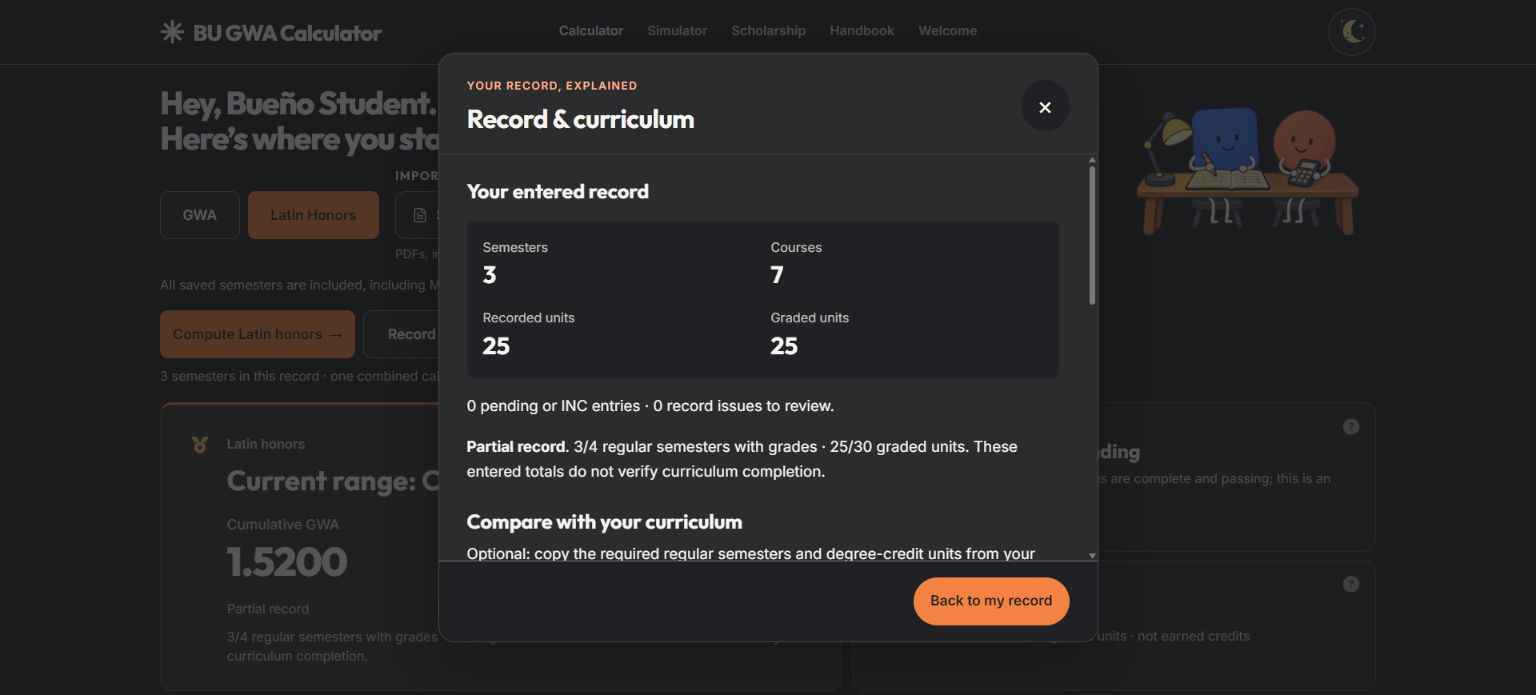 BU GWA Calculator
Calculator Simulator Scholarship Handbook Welcome
Hey, Bueño Student.
Here's where you
GWA
Latin Honors
PDFs,
All saved semesters are included, including
Compute Latin honors →
Record
3 semesters in this record · one combined
Latin honors
Current range:
Cumulative GWA
1.5200
Partial record
3/4 regular semesters with grades
curriculum completion.
YOUR RECORD, EXPLAINED
Record & curriculum
×
Your entered record
Semesters
3
Courses
7
Recorded units
25
Graded units
25
0 pending or INC entries · 0 record issues to review.
Partial record. 3/4 regular semesters with grades · 25/30 graded units. These
entered totals do not verify curriculum completion.
Compare with your curriculum
Optional: copy the required regular semesters and degree-credit units from your
Back to my record
?
are complete and passing; this is an
?
units · not earned credits